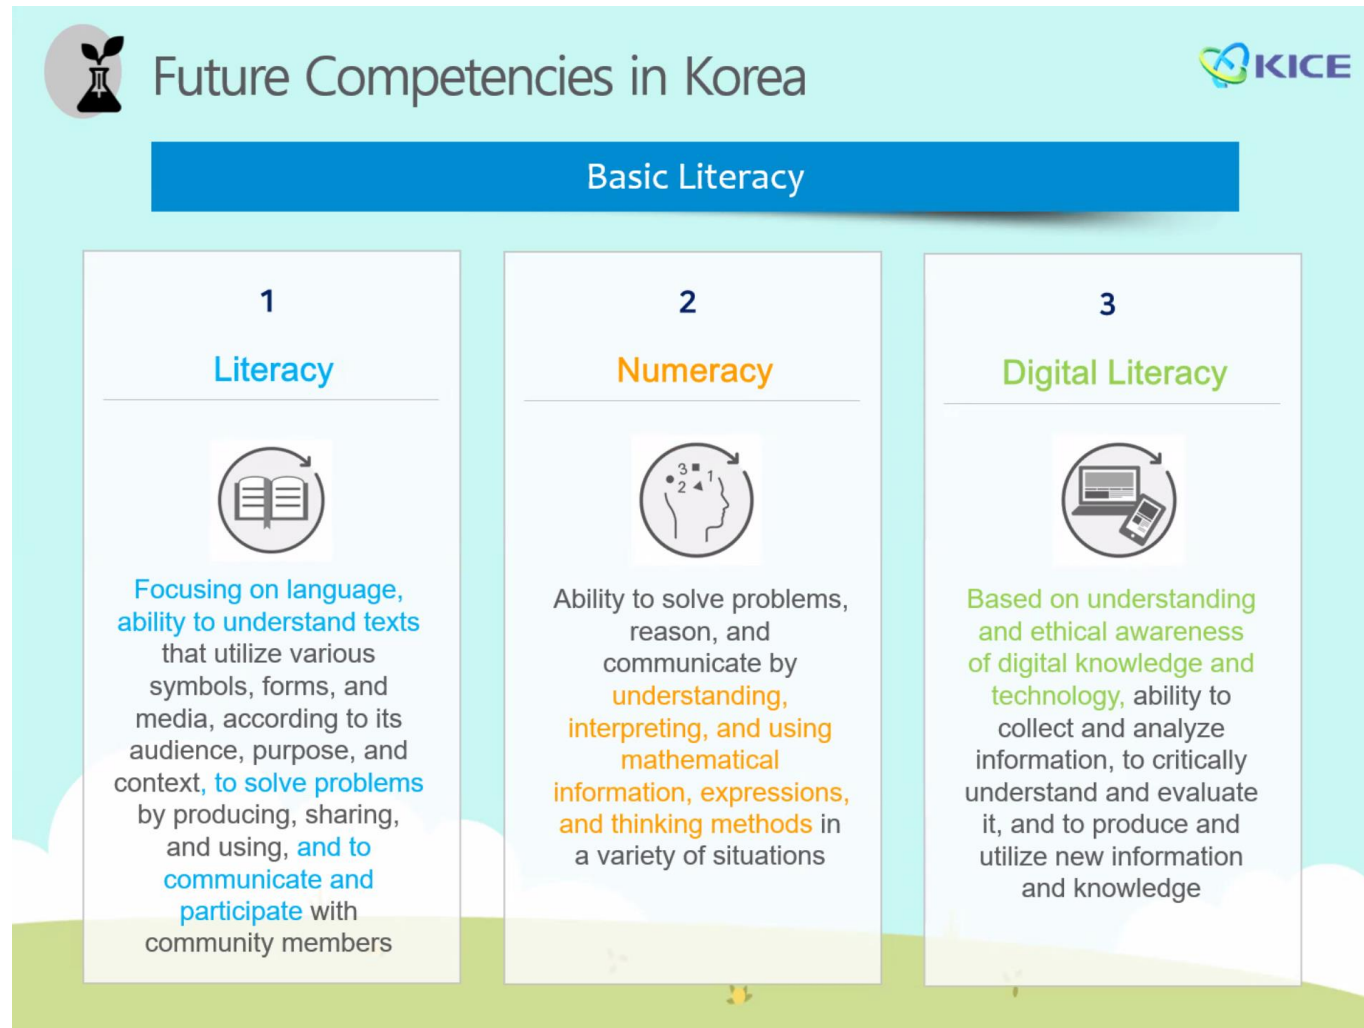 Future Competencies in Korea
KICE
Basic Literacy
1
Literacy
Focusing on language,
ability to understand texts
that utilize various
symbols, forms, and
media, according to its
audience, purpose, and
context, to solve problems
by producing, sharing,
and using, and to
communicate and
participate with
community members
2
Numeracy
3 1
2
Ability to solve problems,
reason, and
communicate by
understanding,
interpreting, and using
mathematical
information, expressions,
and thinking methods in
a variety of situations
3
Digital Literacy
Based on understanding
and ethical awareness
of digital knowledge and
technology, ability to
collect and analyze
information, to critically
understand and evaluate
it, and to produce and
utilize new information
and knowledge